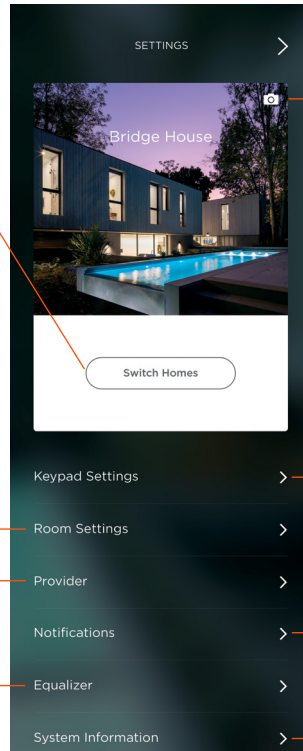 SETTINGS
Bridge House
Switch Homes
Keypad Settings
Room Settings
Provider
Notifications
Equalizer
System Information